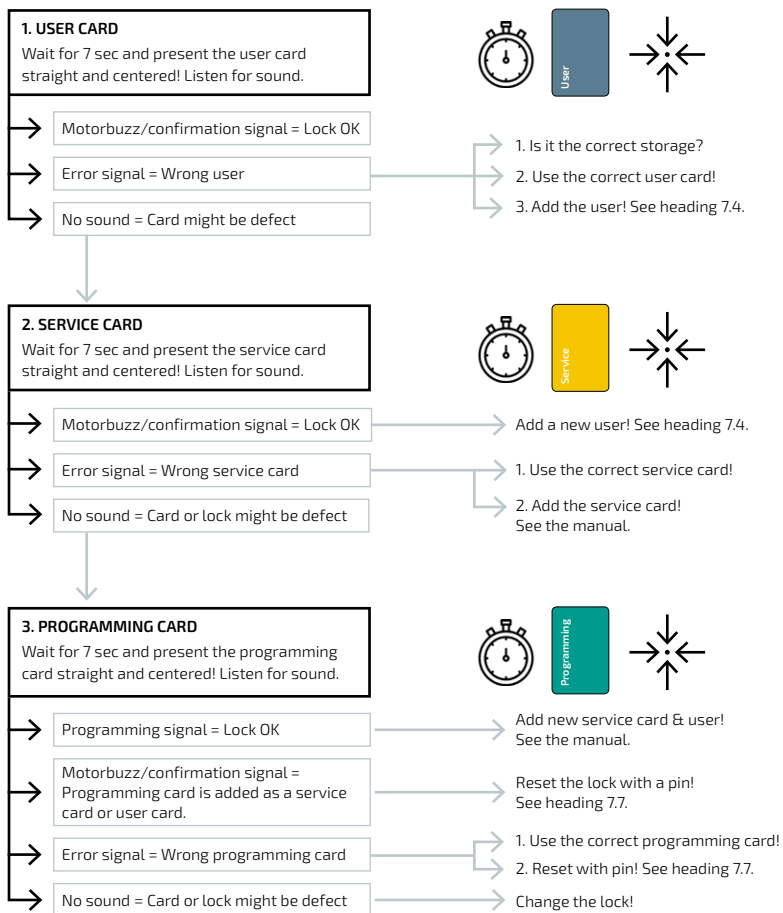 1. USER CARD
Wait for 7 sec and present the user card
straight and centered! Listen for sound.
User
Motorbuzz/confirmation signal = Lock OK
Error signal = Wrong user
No sound = Card might be defect
1. Is it the correct storage?
2. Use the correct user card!
3. Add the user! See heading 7.4.
2. SERVICE CARD
Wait for 7 sec and present the service card
straight and centered! Listen for sound.
Service
Motorbuzz/confirmation signal = Lock OK
Add a new user! See heading 7.4.
Error signal = Wrong service card
1. Use the correct service card!
2. Add the service card!
See the manual.
No sound = Card or lock might be defect
3. PROGRAMMING CARD
Wait for 7 sec and present the programming
card straight and centered! Listen for sound.
Programming
Programming signal = Lock OK
Add new service card & user!
See the manual.
Motorbuzz/confirmation signal =
Programming card is added as a service
card or user card.
Reset the lock with a pin!
See heading 7.7.
Error signal = Wrong programming card
1. Use the correct programming card!
2. Reset with pin! See heading 7.7.
No sound = Card or lock might be defect
Change the lock!